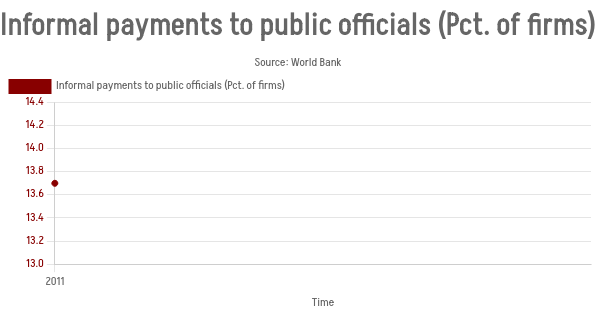 Informal payments to public officials (Pct. of firms)
Source: World Bank
Informal payments to public officials (Pct. of firms)
14.4
14.2
14.0
13.8
13.6
13.4
13.2
13.0
2011
Time